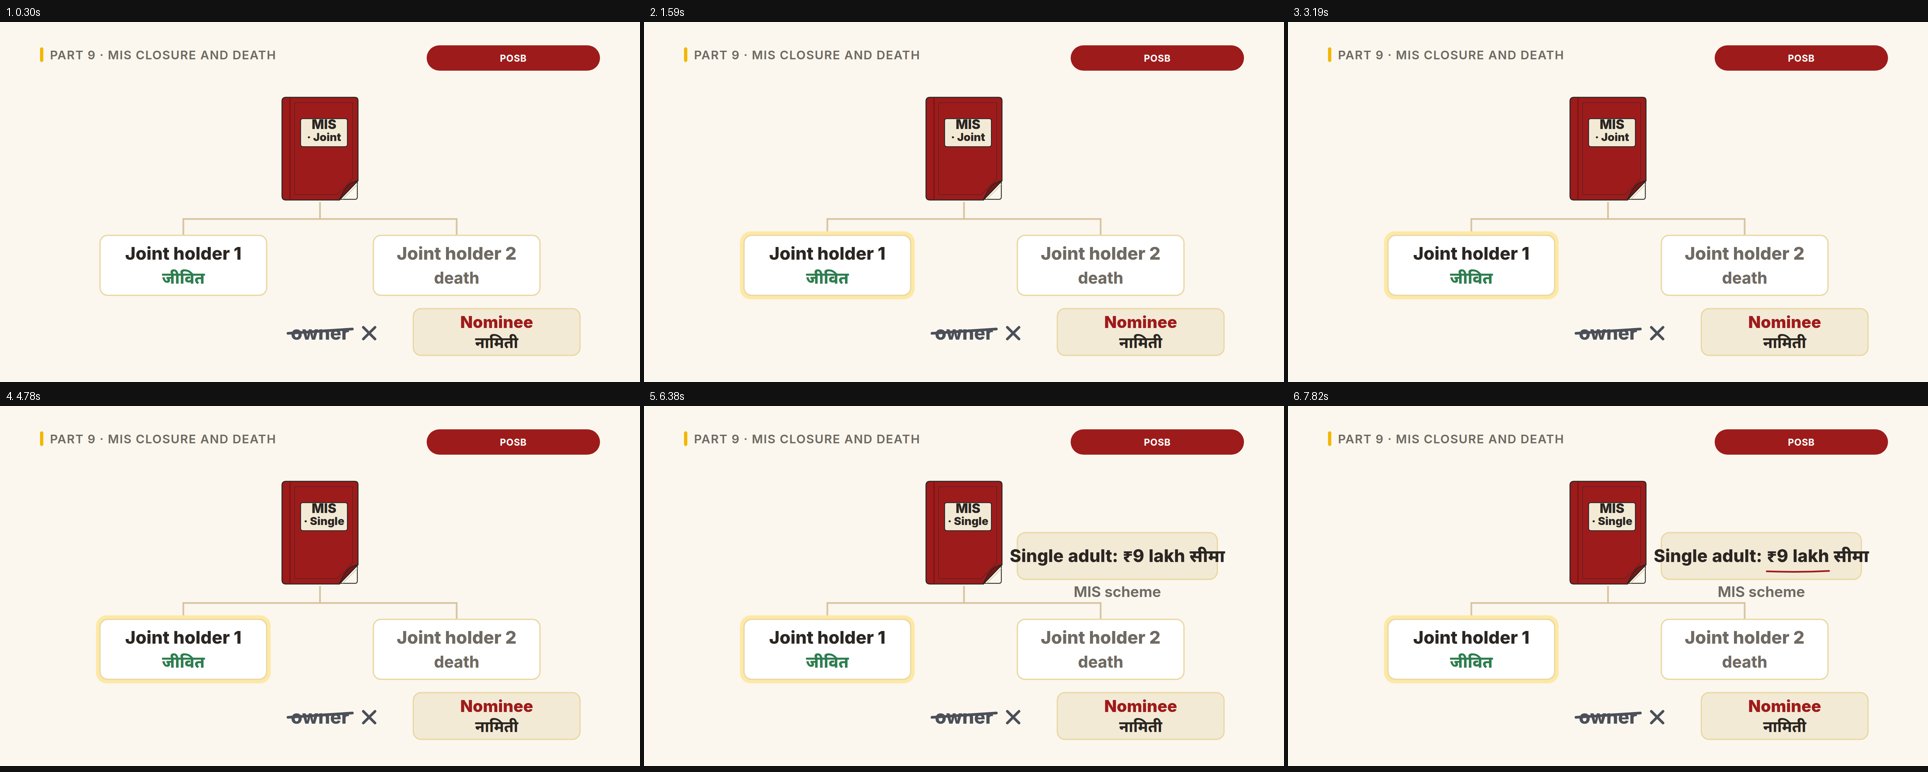 1. 0.30s
PART 9 · MIS CLOSURE AND DEATH
POSB
MIS
· Joint
Joint holder 1
जीवित
Joint holder 2
death
owner ×
Nominee
नामिती
2. 1.59s
PART 9 · MIS CLOSURE AND DEATH
POSB
MIS
· Joint
Joint holder 1
जीवित
Joint holder 2
death
owner ×
Nominee
नामिती
3. 3.19s
PART 9 · MIS CLOSURE AND DEATH
POSB
MIS
· Joint
Joint holder 1
जीवित
Joint holder 2
death
owner ×
Nominee
नामिती
4. 4.78s
PART 9 · MIS CLOSURE AND DEATH
POSB
MIS
· Single
Joint holder 1
जीवित
Joint holder 2
death
owner ×
Nominee
नामिती
5. 6.38s
PART 9 · MIS CLOSURE AND DEATH
POSB
MIS
· Single
Single adult: ₹9 lakh सीमा
MIS scheme
Joint holder 1
जीवित
Joint holder 2
death
owner ×
Nominee
नामिती
6. 7.82s
PART 9 · MIS CLOSURE AND DEATH
POSB
MIS
· Single
Single adult: ₹9 lakh सीमा
MIS scheme
Joint holder 1
जीवित
Joint holder 2
death
owner ×
Nominee
नामिती